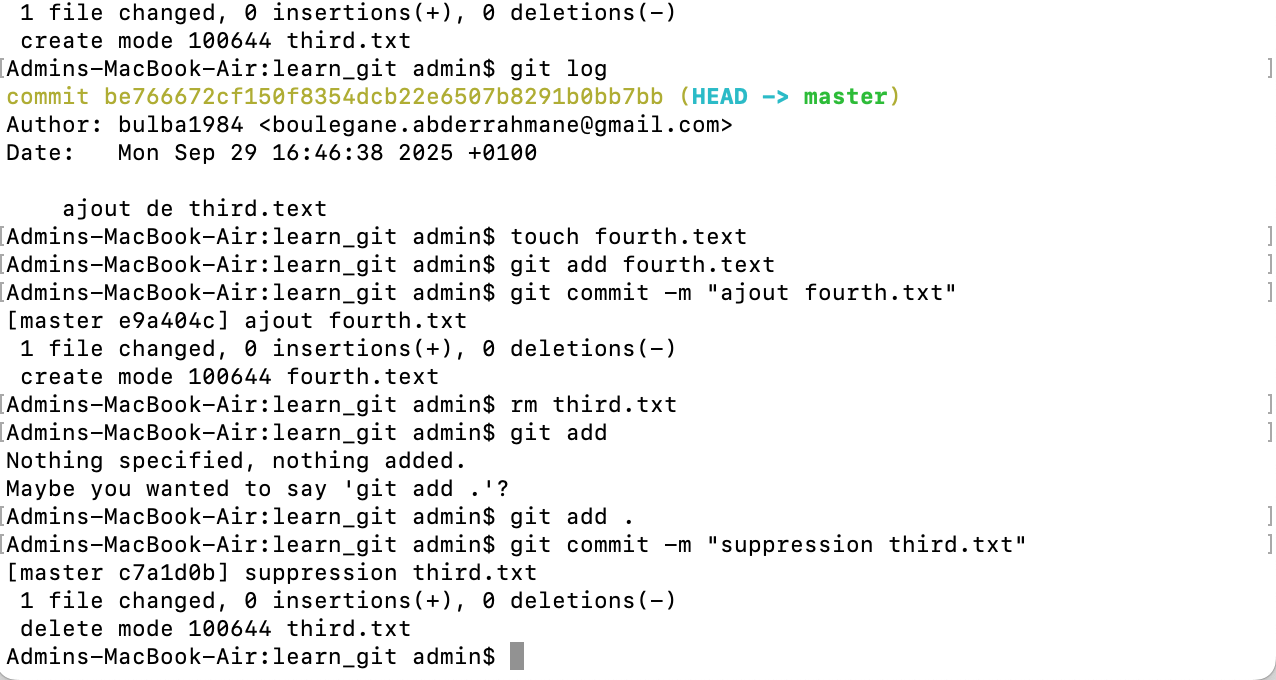 1 file changed, 0 insertions(+), 0 deletions(-)
 create mode 100644 third.txt
[Admins-MacBook-Air:learn_git admin$ git log ]
commit be766672cf150f8354dcb22e6507b8291b0bb7bb (HEAD -> master)
Author: bulba1984 <boulegane.abderrahmane@gmail.com>
Date:   Mon Sep 29 16:46:38 2025 +0100

    ajout de third.text
[Admins-MacBook-Air:learn_git admin$ touch fourth.text ]
[Admins-MacBook-Air:learn_git admin$ git add fourth.text ]
[Admins-MacBook-Air:learn_git admin$ git commit -m "ajout fourth.txt" ]
[master e9a404c] ajout fourth.txt
 1 file changed, 0 insertions(+), 0 deletions(-)
 create mode 100644 fourth.text
[Admins-MacBook-Air:learn_git admin$ rm third.txt ]
[Admins-MacBook-Air:learn_git admin$ git add ]
Nothing specified, nothing added.
Maybe you wanted to say 'git add .'?
[Admins-MacBook-Air:learn_git admin$ git add . ]
[Admins-MacBook-Air:learn_git admin$ git commit -m "suppression third.txt" ]
[master c7a1d0b] suppression third.txt
 1 file changed, 0 insertions(+), 0 deletions(-)
 delete mode 100644 third.txt
Admins-MacBook-Air:learn_git admin$